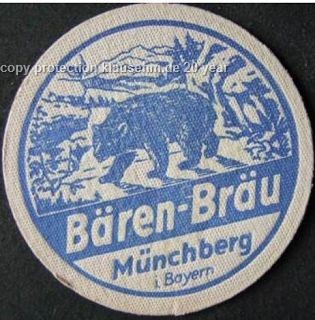 copy protection klausehm.de 20 year
Bären-Bräu
Münchberg
i. Bayern